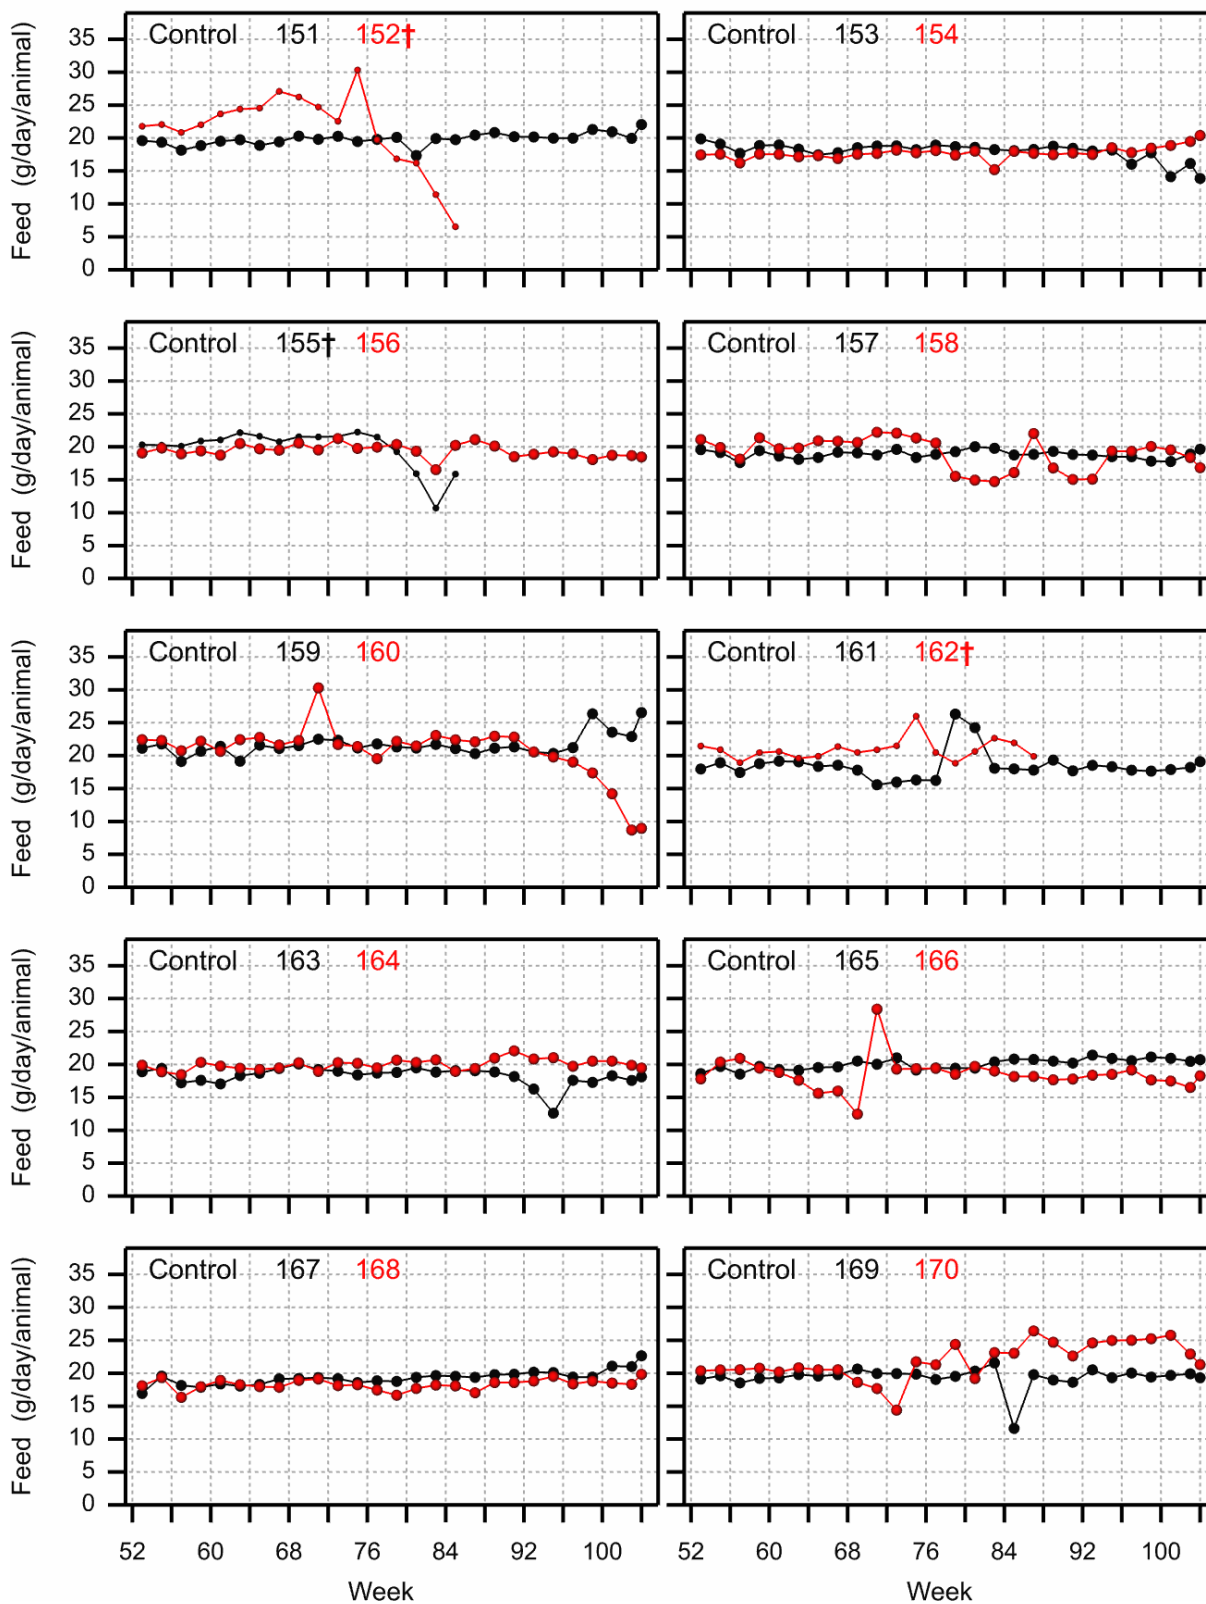 Control 151 152†
Feed (g/day/animal)
35
30
25
20
15
10
5
0
Control 153 154
Control 155† 156
Feed (g/day/animal)
35
30
25
20
15
10
5
0
Control 157 158
Control 159 160
Feed (g/day/animal)
35
30
25
20
15
10
5
0
Control 161 162†
Control 163 164
Feed (g/day/animal)
35
30
25
20
15
10
5
0
Control 165 166
Control 167 168
Feed (g/day/animal)
35
30
25
20
15
10
5
0
Control 169 170
52 60 68 76 84 92 100
Week
52 60 68 76 84 92 100
Week